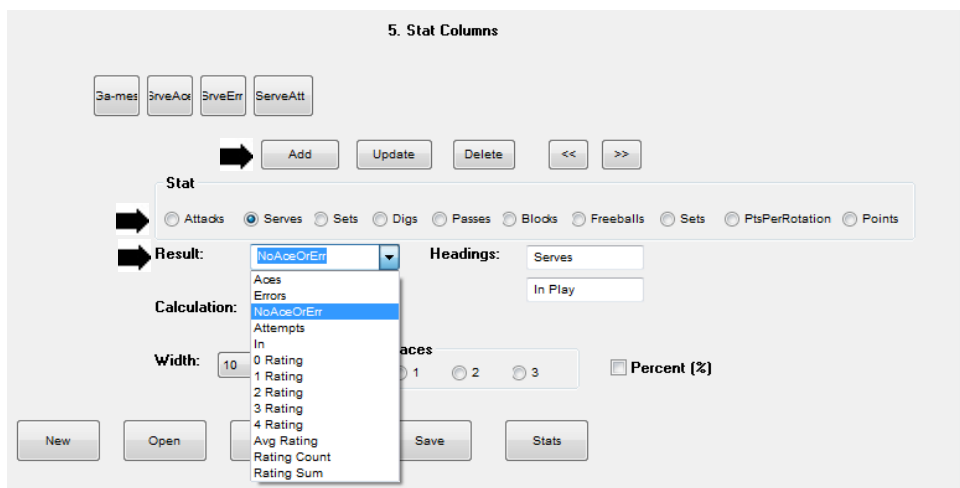 5. Stat Columns
Ga-mes SrveAce SrveErr ServeAtt
Add Update Delete << >>
Stat
Attacks Serves Sets Digs Passes Blocks Freeballs Sets PtsPerRotation Points
Result: NoAceOrErr Headings: Serves
Aces
Errors
In Play
Calculation: NoAceOrErr
Attempts
In
Width: 10 0 Rating aces
1 Rating 1 2 3 Percent (%)
2 Rating
3 Rating
4 Rating
New Open Avg Rating Save Stats
Rating Count
Rating Sum